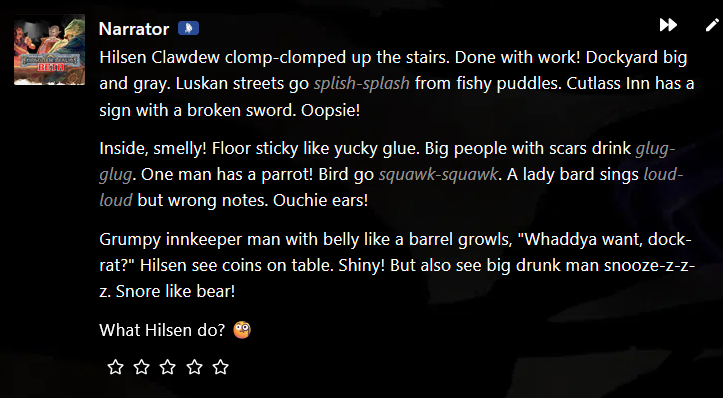 Narrator
Hilsen Clawdew clomp-clomped up the stairs. Done with work! Dockyard big
and gray. Luskan streets go splish-splash from fishy puddles. Cutlass Inn has a
sign with a broken sword. Oopsie!
Inside, smelly! Floor sticky like yucky glue. Big people with scars drink glug-
glug. One man has a parrot! Bird go squawk-squawk. A lady bard sings loud-
loud but wrong notes. Ouchie ears!
Grumpy innkeeper man with belly like a barrel growls, "Whaddya want, dock-
rat?" Hilsen see coins on table. Shiny! But also see big drunk man snooze-z-z-
z. Snore like bear!
What Hilsen do? 🧐
BETA